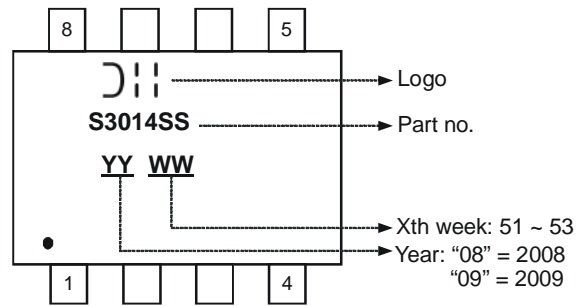 8 5
Logo
S3014SS Part no.
YY WW
Xth week: 51 ~ 53
Year: “08” = 2008
“09” = 2009
1 4